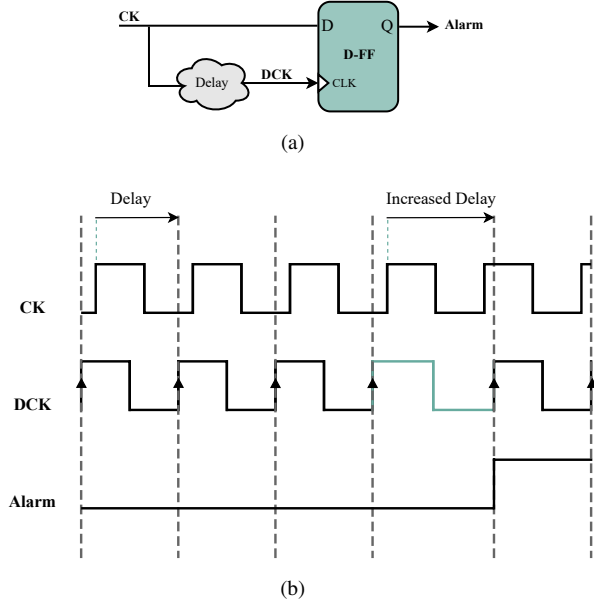 CK
D
Q
Alarm
D-FF
Delay
DCK
CLK
(a)
Delay
Increased Delay
CK
DCK
Alarm
(b)